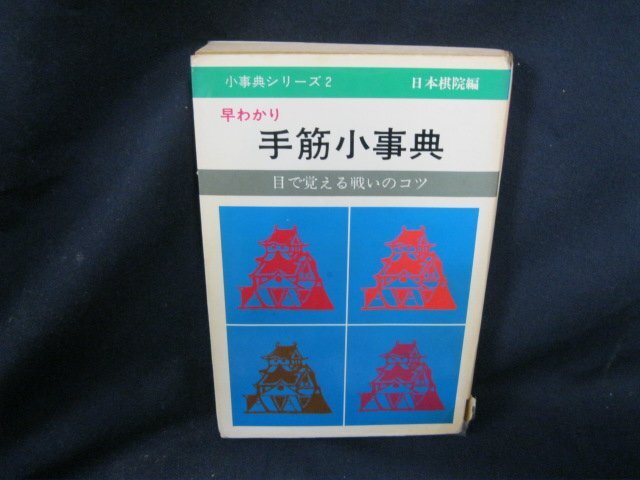 小事典シリーズ2 日本棋院編
早わかり
手筋小事典
目で覚える戦いのコツ